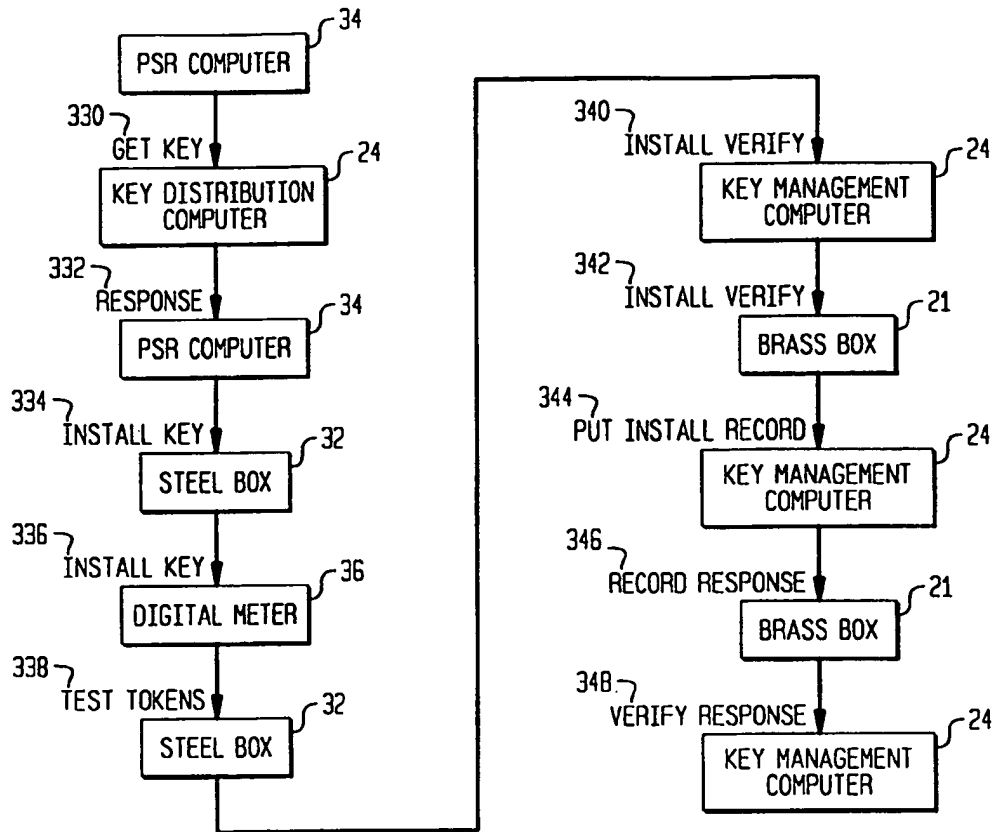 34
PSR COMPUTER
330
GET KEY
24
KEY DISTRIBUTION
COMPUTER
332
RESPONSE
34
PSR COMPUTER
334
INSTALL KEY
32
STEEL BOX
336
INSTALL KEY
36
DIGITAL METER
338
TEST TOKENS
32
STEEL BOX
340
INSTALL VERIFY
24
KEY MANAGEMENT
COMPUTER
342
INSTALL VERIFY
21
BRASS BOX
344
PUT INSTALL RECORD
24
KEY MANAGEMENT
COMPUTER
346
RECORD RESPONSE
21
BRASS BOX
348
VERIFY RESPONSE
24
KEY MANAGEMENT
COMPUTER